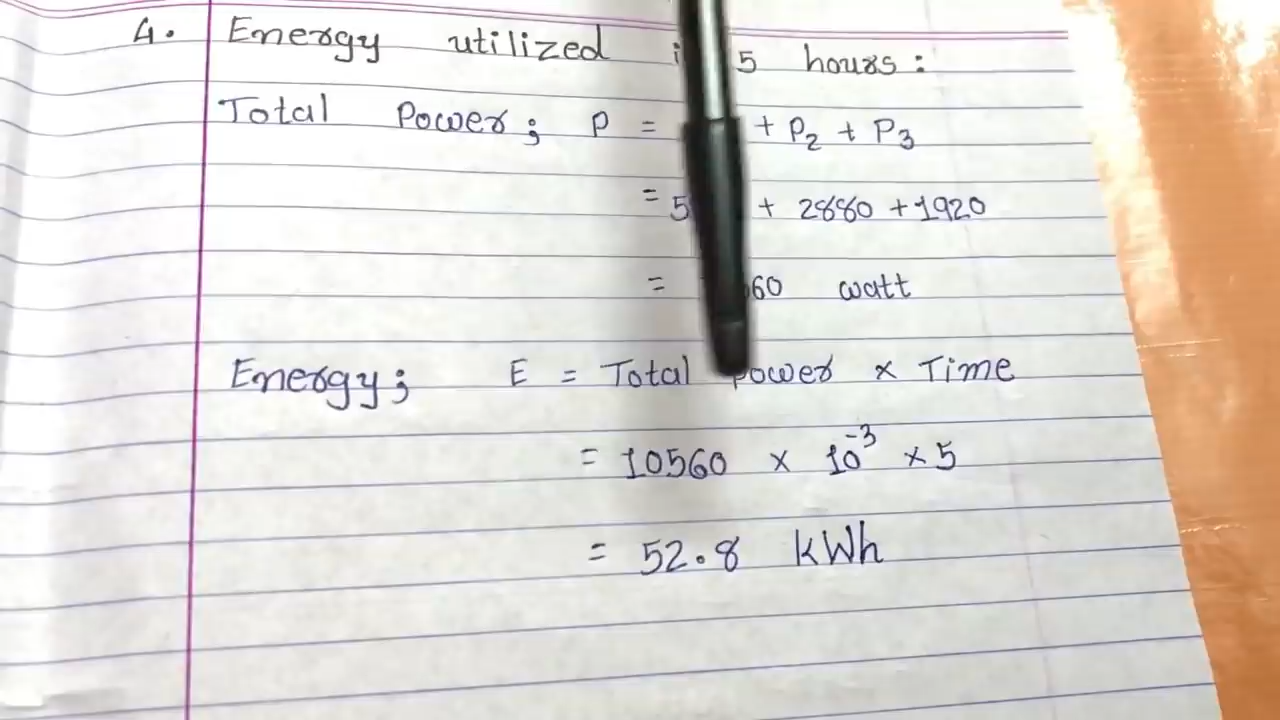 4. Energy utilized 5 hours:
Total Power; P = + P₂ + P₃
= + 2880 + 1920
= watt
Energy; E = Total Power × Time
= 10560 × 10⁻³ × 5
= 52.8 kWh